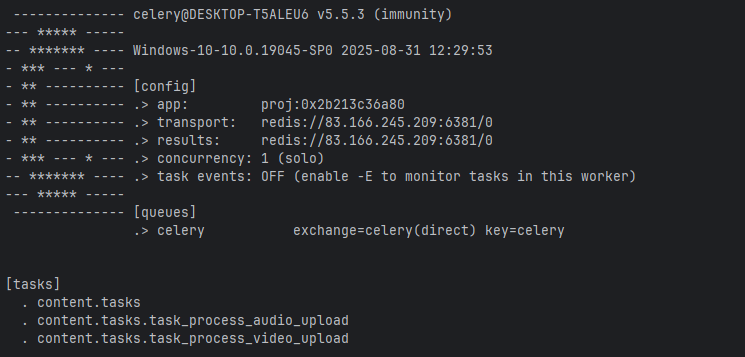 -------------- celery@DESKTOP-T5ALEU6 v5.5.3 (immunity)
--- ***** -----
-- ******* ---- Windows-10-10.0.19045-SP0 2025-08-31 12:29:53
- *** --- * ---
- ** ---------- [config]
- ** ---------- .> app:         proj:0x2b213c36a80
- ** ---------- .> transport:   redis://83.166.245.209:6381/0
- ** ---------- .> results:     redis://83.166.245.209:6381/0
- *** --- * --- .> concurrency: 1 (solo)
-- ******* ---- .> task events: OFF (enable -E to monitor tasks in this worker)
--- ***** -----
 -------------- [queues]
                .> celery           exchange=celery(direct) key=celery
[tasks]
  . content.tasks
  . content.tasks.task_process_audio_upload
  . content.tasks.task_process_video_upload